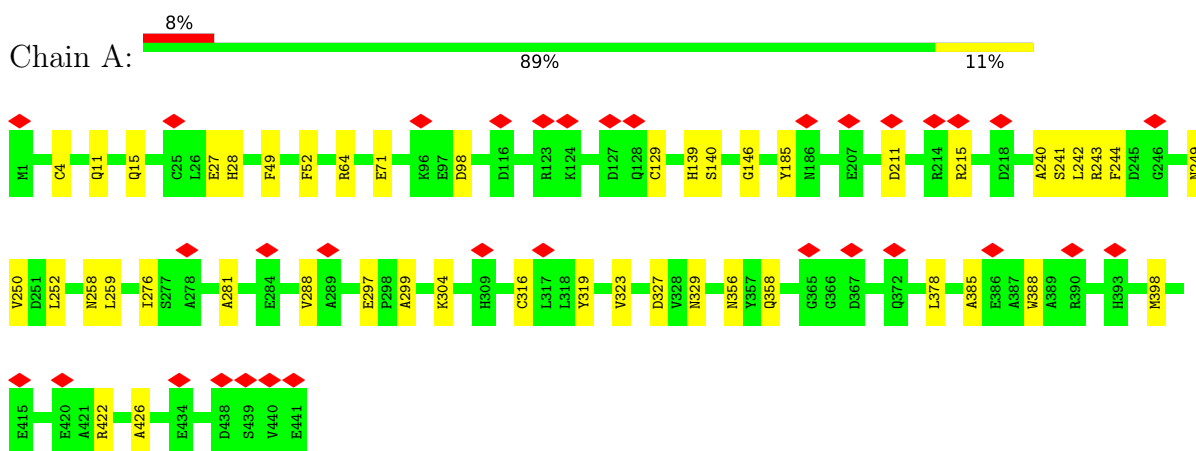 8%
Chain A:
89% 11%
M1 C4 Q11 Q15 C25 L26 E27 H28 F49 F52 R64 E71 K96 E97 D98 D116 R123 K124 D127 Q128 C129 H139 S140 G146 Y185 N186 E207 D211 R214 R215 D218 A240 S241 L242 R243 F244 D245 G246 N249
V250 D251 L252 N258 L259 I276 S277 A278 A281 E284 V288 A289 E297 P298 A299 K304 H309 C316 L317 L318 Y319 V323 D327 V328 N329 N356 Y357 Q358 G365 G366 D367 Q372 L378 A385 E386 A387 W388 A389 R390 H393 M398
E415 E420 A421 R422 A426 E434 D438 S439 V440 E441